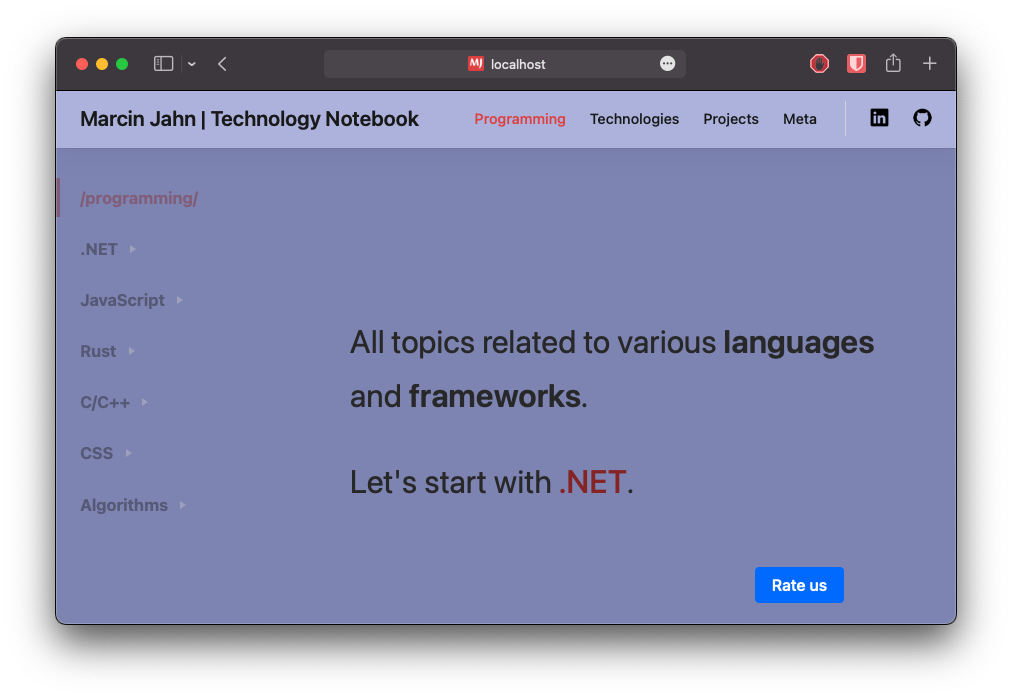 MJ localhost
Marcin Jahn | Technology Notebook Programming Technologies Projects Meta in
/programming/
.NET
JavaScript
Rust
C/C++
CSS
Algorithms
All topics related to various languages
and frameworks.
Let's start with .NET.
Rate us